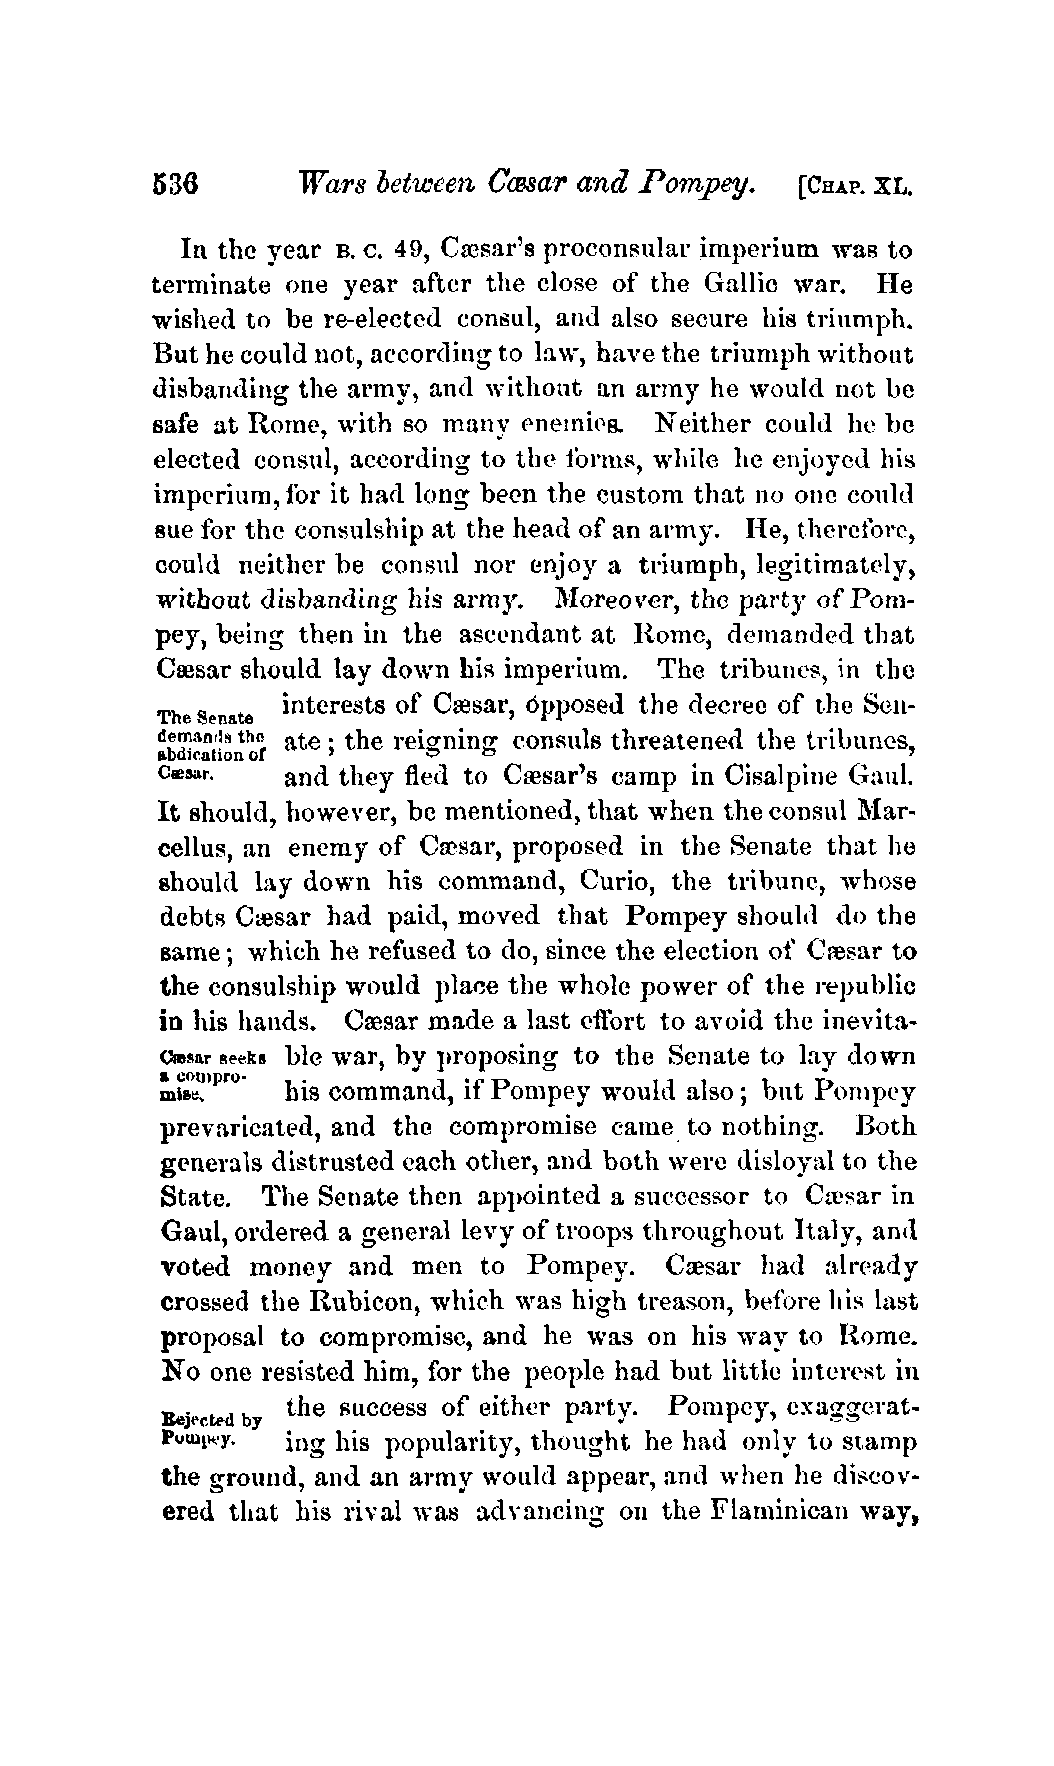 536 Wars between Cæsar and Pompey. [CHAP. XL.
In the year B. C. 49, Cæsar's proconsular imperium was to
terminate one year after the close of the Gallic war. He
wished to be re-elected consul, and also secure his triumph.
But he could not, according to law, have the triumph without
disbanding the army, and without an army he would not be
safe at Rome, with so many enemies. Neither could he be
elected consul, according to the forms, while he enjoyed his
imperium, for it had long been the custom that no one could
sue for the consulship at the head of an army. He, therefore,
could neither be consul nor enjoy a triumph, legitimately,
without disbanding his army. Moreover, the party of Pom-
pey, being then in the ascendant at Rome, demanded that
Cæsar should lay down his imperium. The tribunes, in the
interests of Cæsar, opposed the decree of the Sen-
The Senate
demands the
abdication of
Cæsar.
ate; the reigning consuls threatened the tribunes,
and they fled to Cæsar's camp in Cisalpine Gaul.
It should, however, be mentioned, that when the consul Mar-
cellus, an enemy of Cæsar, proposed in the Senate that he
should lay down his command, Curio, the tribune, whose
debts Cæsar had paid, moved that Pompey should do the
same; which he refused to do, since the election of Cæsar to
the consulship would place the whole power of the republic
in his hands. Cæsar made a last effort to avoid the inevita-
Cæsar seeks
a compro-
mise.
ble war, by proposing to the Senate to lay down
his command, if Pompey would also; but Pompey
prevaricated, and the compromise came to nothing. Both
generals distrusted each other, and both were disloyal to the
State. The Senate then appointed a successor to Cæsar in
Gaul, ordered a general levy of troops throughout Italy, and
voted money and men to Pompey. Cæsar had already
crossed the Rubicon, which was high treason, before his last
proposal to compromise, and he was on his way to Rome.
No one resisted him, for the people had but little interest in
Rejected by
Pompey.
the success of either party. Pompey, exaggerat-
ing his popularity, thought he had only to stamp
the ground, and an army would appear, and when he discov-
ered that his rival was advancing on the Flaminican way,